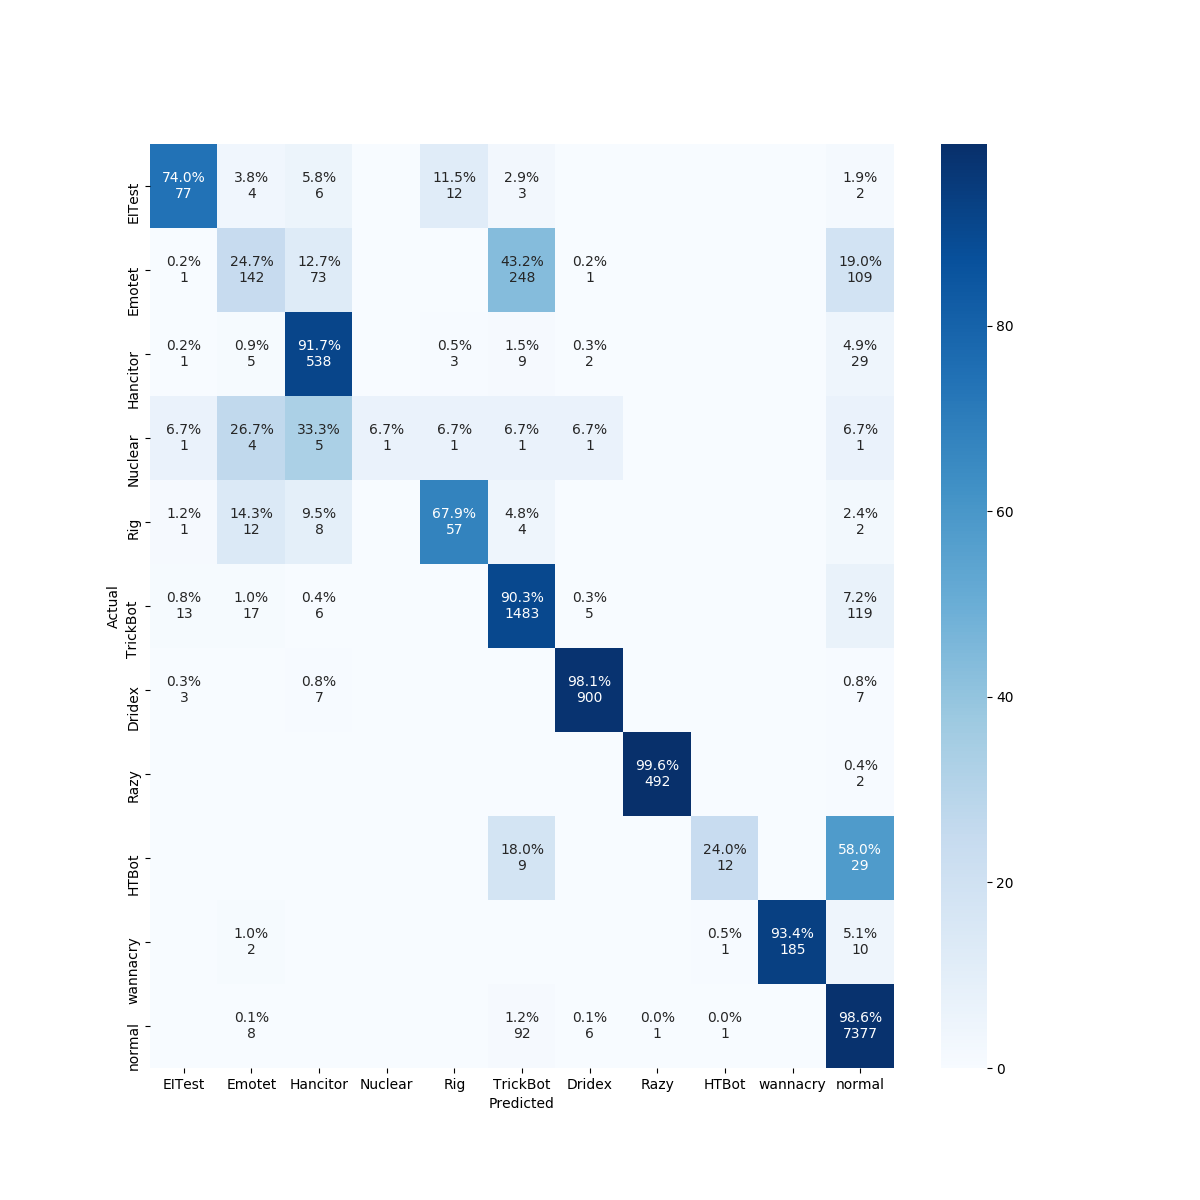 74.0% 3.8% 5.8% 11.5% 2.9% 1.9%
77 4 6 12 3 2
EITest
0.2% 24.7% 12.7% 43.2% 0.2% 19.0%
1 142 73 248 1 109
Emotet
0.2% 0.9% 91.7% 0.5% 1.5% 0.3% 4.9%
1 5 538 3 9 2 29
Hancitor
6.7% 26.7% 33.3% 6.7% 6.7% 6.7% 6.7% 6.7%
1 4 5 1 1 1 1 1
Nuclear
1.2% 14.3% 9.5% 67.9% 4.8% 2.4%
1 12 8 57 4 2
Rig
0.8% 1.0% 0.4% 90.3% 0.3% 7.2%
13 17 6 1483 5 119
TrickBot
Actual
0.3% 0.8% 98.1% 0.8%
3 7 900 7
Dridex
99.6% 0.4%
492 2
Razy
18.0% 24.0% 58.0%
9 12 29
HTBot
1.0% 0.5% 93.4% 5.1%
2 1 185 10
wannacry
0.1% 1.2% 0.1% 0.0% 0.0% 98.6%
8 92 6 1 1 7377
normal
EITest Emotet Hancitor Nuclear Rig TrickBot Dridex Razy HTBot wannacry normal
Predicted
80
60
40
20
0